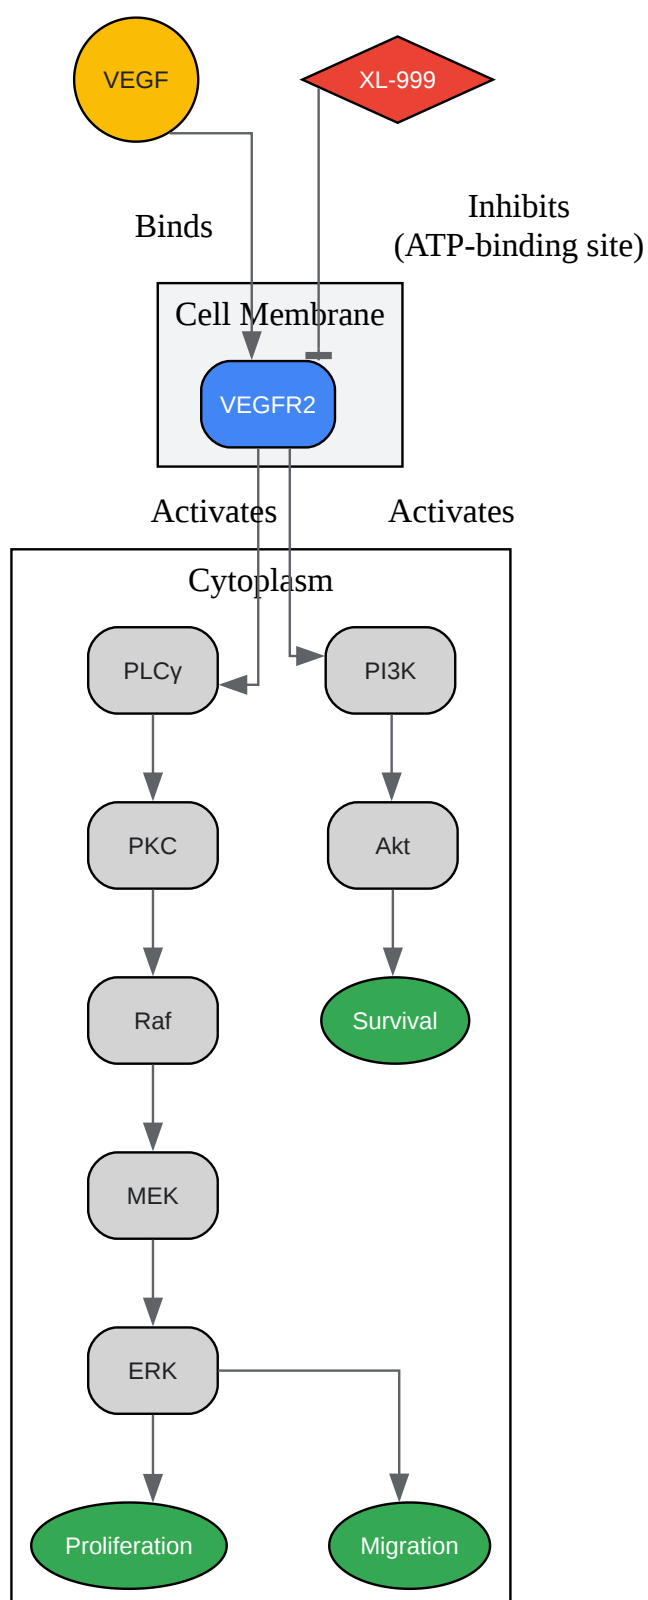 VEGF
XL-999
Binds
Inhibits
(ATP-binding site)
Cell Membrane
VEGFR2
Activates
Activates
Cytoplasm
PLCγ
PI3K
PKC
Akt
Raf
Survival
MEK
ERK
Proliferation
Migration